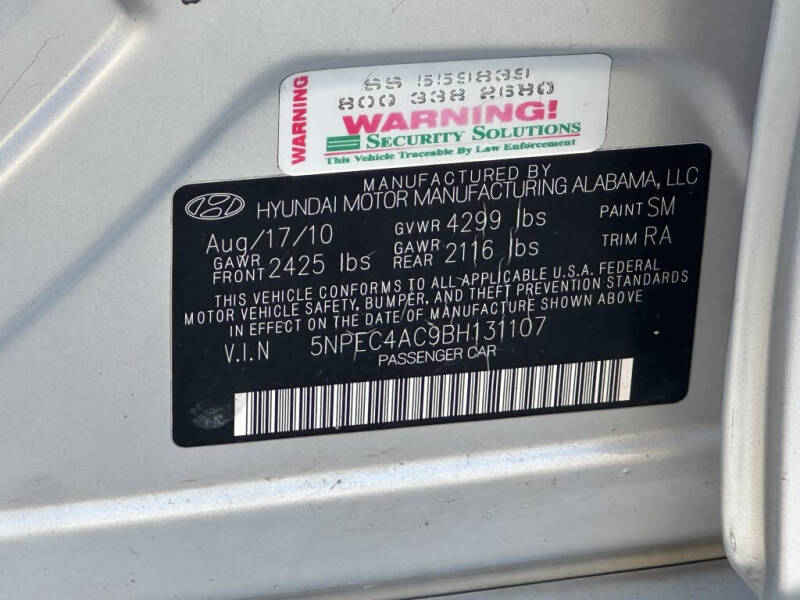 WARNING
SS 559839
800 338 2680
WARNING!
SECURITY SOLUTIONS
This Vehicle Traceable By Law Enforcement
MANUFACTURED BY
HYUNDAI MOTOR MANUFACTURING ALABAMA, LLC
Aug/17/10 GVWR 4299 lbs PAINT SM
GAWR FRONT 2425 lbs GAWR REAR 2116 lbs TRIM RA
THIS VEHICLE CONFORMS TO ALL APPLICABLE U.S.A. FEDERAL
MOTOR VEHICLE SAFETY, BUMPER, AND THEFT PREVENTION STANDARDS
IN EFFECT ON THE DATE OF MANUFACTURE SHOWN ABOVE
V.I.N 5NPEC4AC9BH131107
PASSENGER CAR